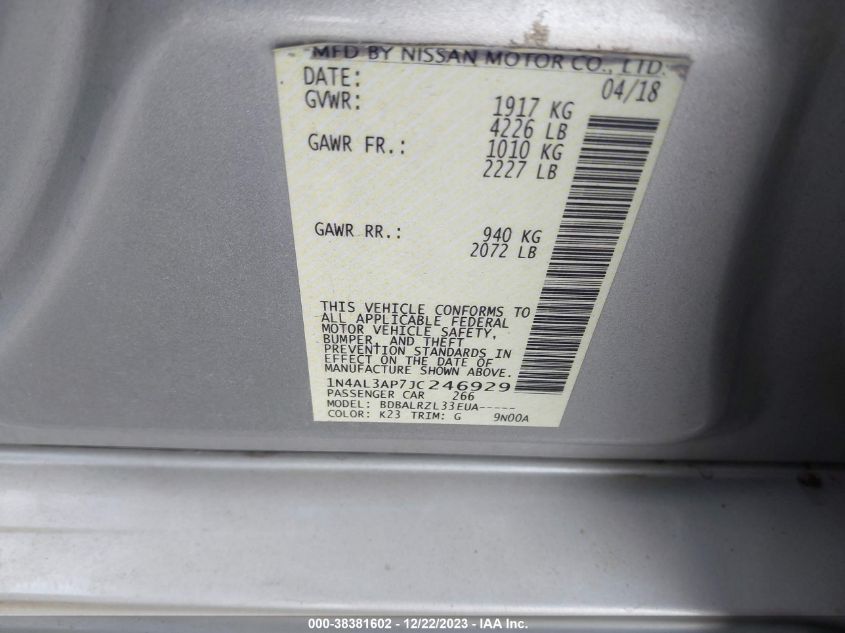 MFD BY NISSAN MOTOR CO., LTD.
DATE: 04/18
GVWR: 1917 KG
4226 LB
GAWR FR.: 1010 KG
2227 LB
GAWR RR.: 940 KG
2072 LB
THIS VEHICLE CONFORMS TO
ALL APPLICABLE FEDERAL
MOTOR VEHICLE SAFETY,
BUMPER, AND THEFT
PREVENTION STANDARDS IN
EFFECT ON THE DATE OF
MANUFACTURE SHOWN ABOVE.
1N4AL3AP7JC246929
PASSENGER CAR 266
MODEL: BDBALRZL33EUA-----
COLOR: K23 TRIM: G 9N00A
000-38381602 - 12/22/2023 - IAA Inc.